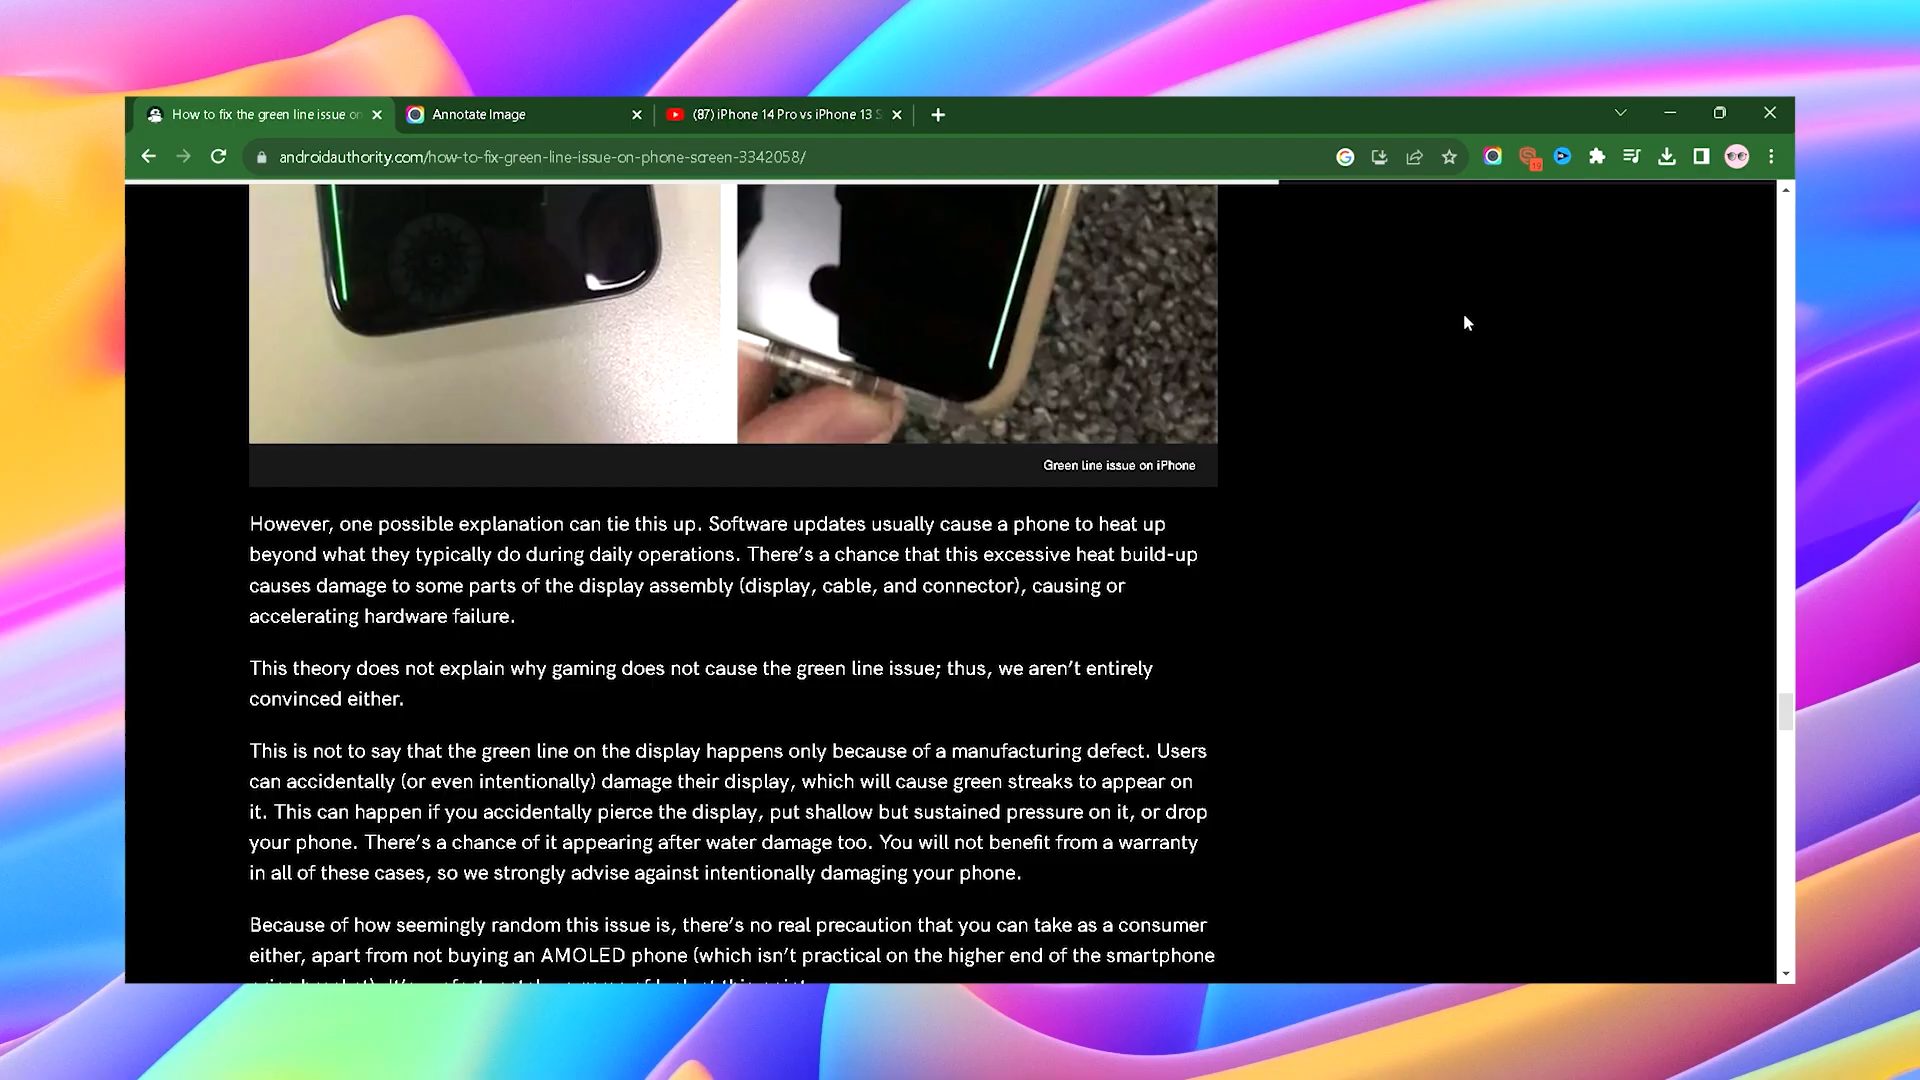 How to fix the green line issue on
Annotate Image
(87) iPhone 14 Pro vs iPhone 13 S
androidauthority.com/how-to-fix-green-line-issue-on-phone-screen-3342058/
19
Green line issue on iPhone
However, one possible explanation can tie this up. Software updates usually cause a phone to heat up
beyond what they typically do during daily operations. There's a chance that this excessive heat build-up
causes damage to some parts of the display assembly (display, cable, and connector), causing or
accelerating hardware failure.
This theory does not explain why gaming does not cause the green line issue; thus, we aren't entirely
convinced either.
This is not to say that the green line on the display happens only because of a manufacturing defect. Users
can accidentally (or even intentionally) damage their display, which will cause green streaks to appear on
it. This can happen if you accidentally pierce the display, put shallow but sustained pressure on it, or drop
your phone. There's a chance of it appearing after water damage too. You will not benefit from a warranty
in all of these cases, so we strongly advise against intentionally damaging your phone.
Because of how seemingly random this issue is, there's no real precaution that you can take as a consumer
either, apart from not buying an AMOLED phone (which isn't practical on the higher end of the smartphone